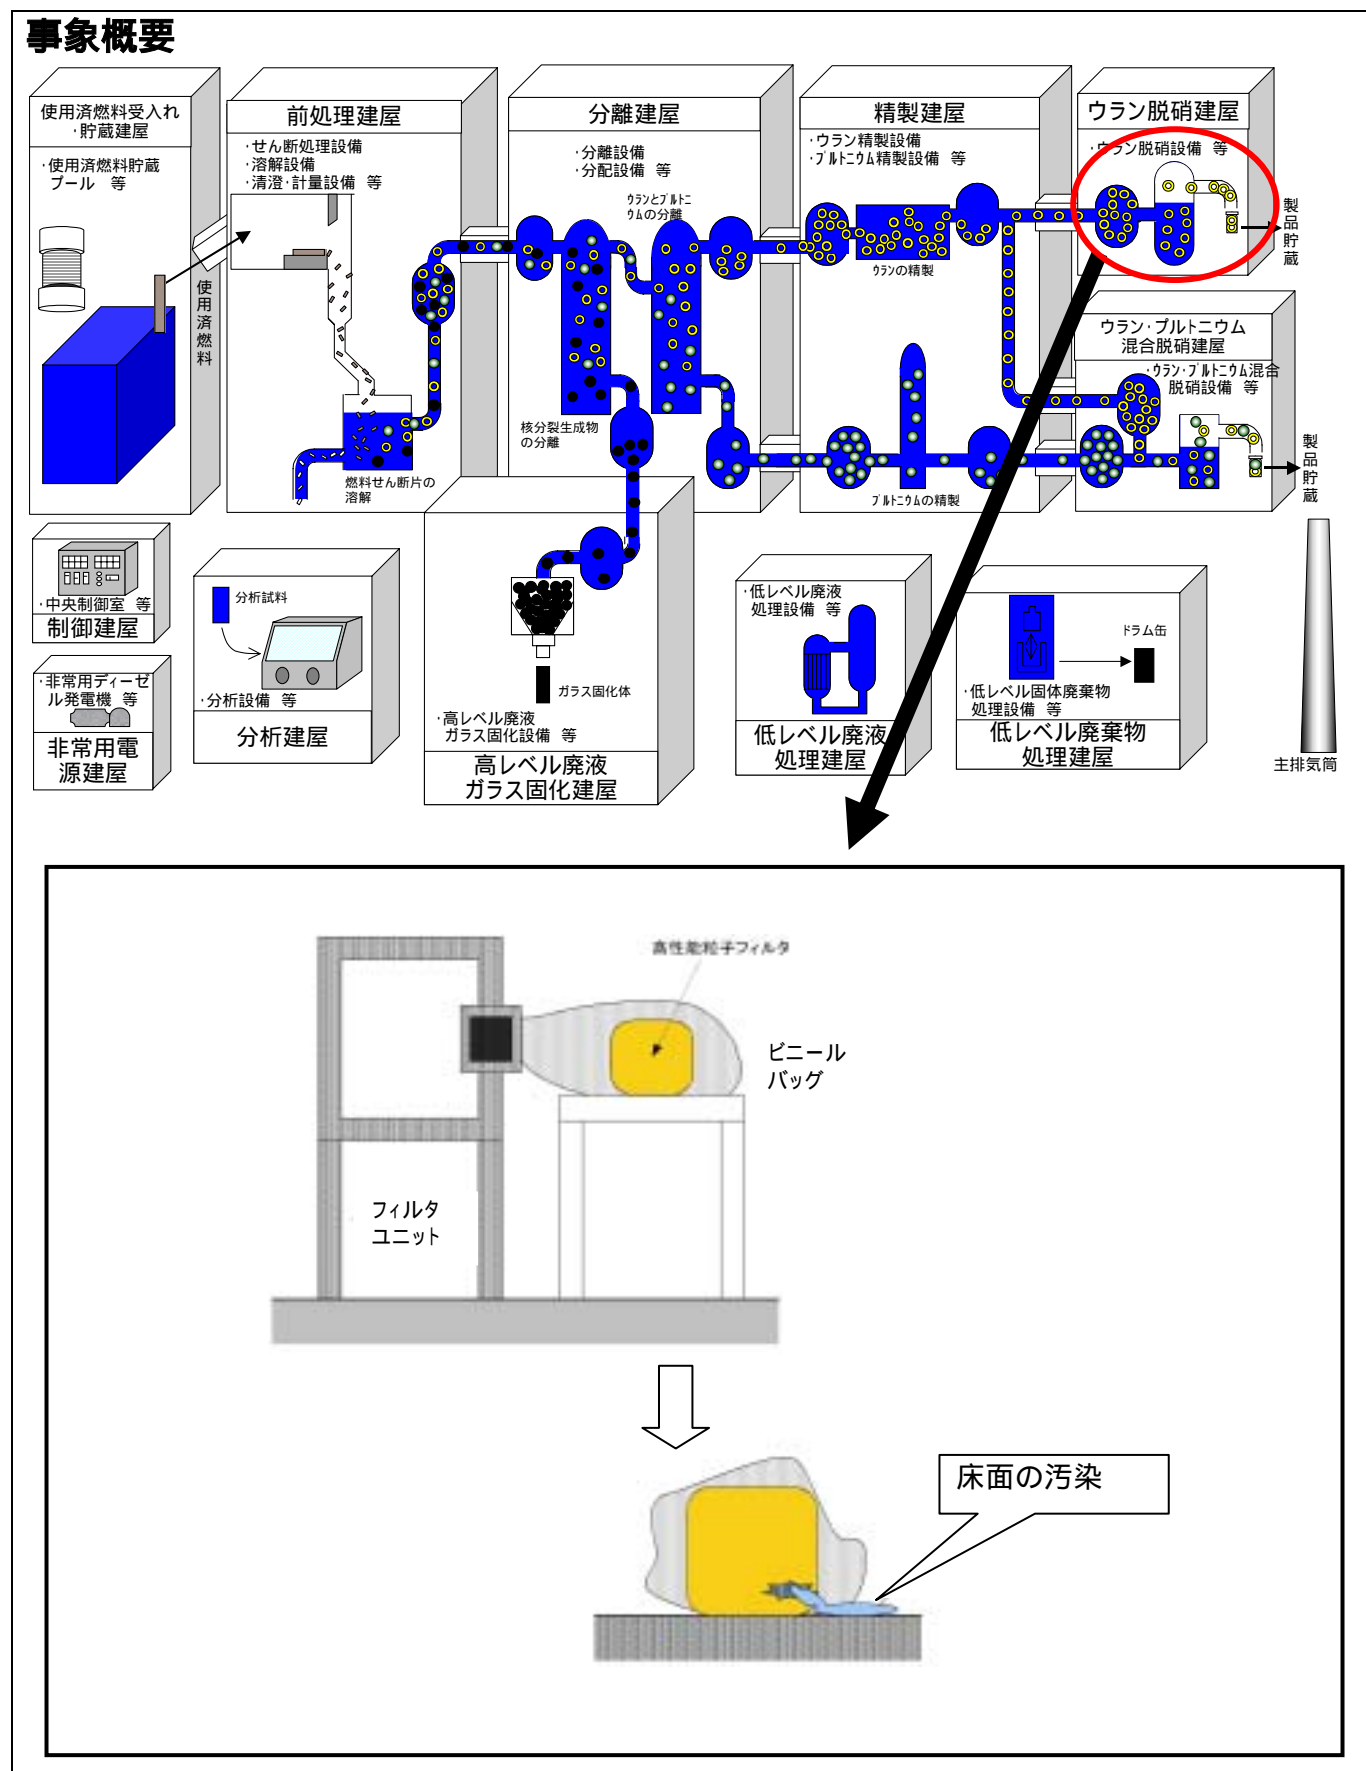 事象概要
使用済燃料受入れ
・貯蔵建屋
・使用済燃料貯蔵
プール 等
使用済燃料
前処理建屋
・せん断処理設備
・溶解設備
・清澄・計量設備 等
燃料せん断片の
溶解
分離建屋
・分離設備
・分配設備 等
ウランとプルトニ
ウムの分離
核分裂生成物
の分離
精製建屋
・ウラン精製設備
・プルトニウム精製設備 等
ウランの精製
プルトニウムの精製
ウラン脱硝建屋
・ウラン脱硝設備 等
製品貯蔵
ウラン・プルトニウム
混合脱硝建屋
・ウラン・プルトニウム混合
脱硝設備 等
製品貯蔵
・中央制御室 等
制御建屋
・非常用ディーゼ
ル発電機 等
非常用電
源建屋
分析試料
・分析設備 等
分析建屋
ガラス固化体
・高レベル廃液
ガラス固化設備 等
高レベル廃液
ガラス固化建屋
・低レベル廃液
処理設備 等
低レベル廃液
処理建屋
ドラム缶
・低レベル固体廃棄物
処理設備 等
低レベル廃棄物
処理建屋
主排気筒
高性能粒子フィルタ
ビニール
バッグ
フィルタ
ユニット
床面の汚染